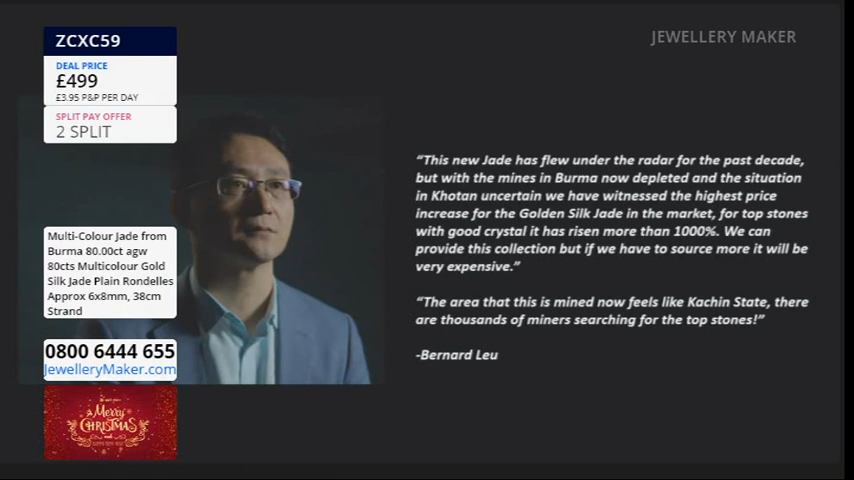 ZCXC59
DEAL PRICE
£499
£3.95 P&P PER DAY
SPLIT PAY OFFER
2 SPLIT
Multi-Colour Jade from
Burma 80.00ct agw
80cts Multicolour Gold
Silk Jade Plain Rondelles
Approx 6x8mm, 38cm
Strand
0800 6444 655
JewelleryMaker.com
Merry
CHRISTMAS
JEWELLERY MAKER
“This new Jade has flew under the radar for the past decade,
but with the mines in Burma now depleted and the situation
in Khotan uncertain we have witnessed the highest price
increase for the Golden Silk Jade in the market, for top stones
with good crystal it has risen more than 1000%. We can
provide this collection but if we have to source more it will be
very expensive.”
“The area that this is mined now feels like Kachin State, there
are thousands of miners searching for the top stones!”
-Bernard Leu